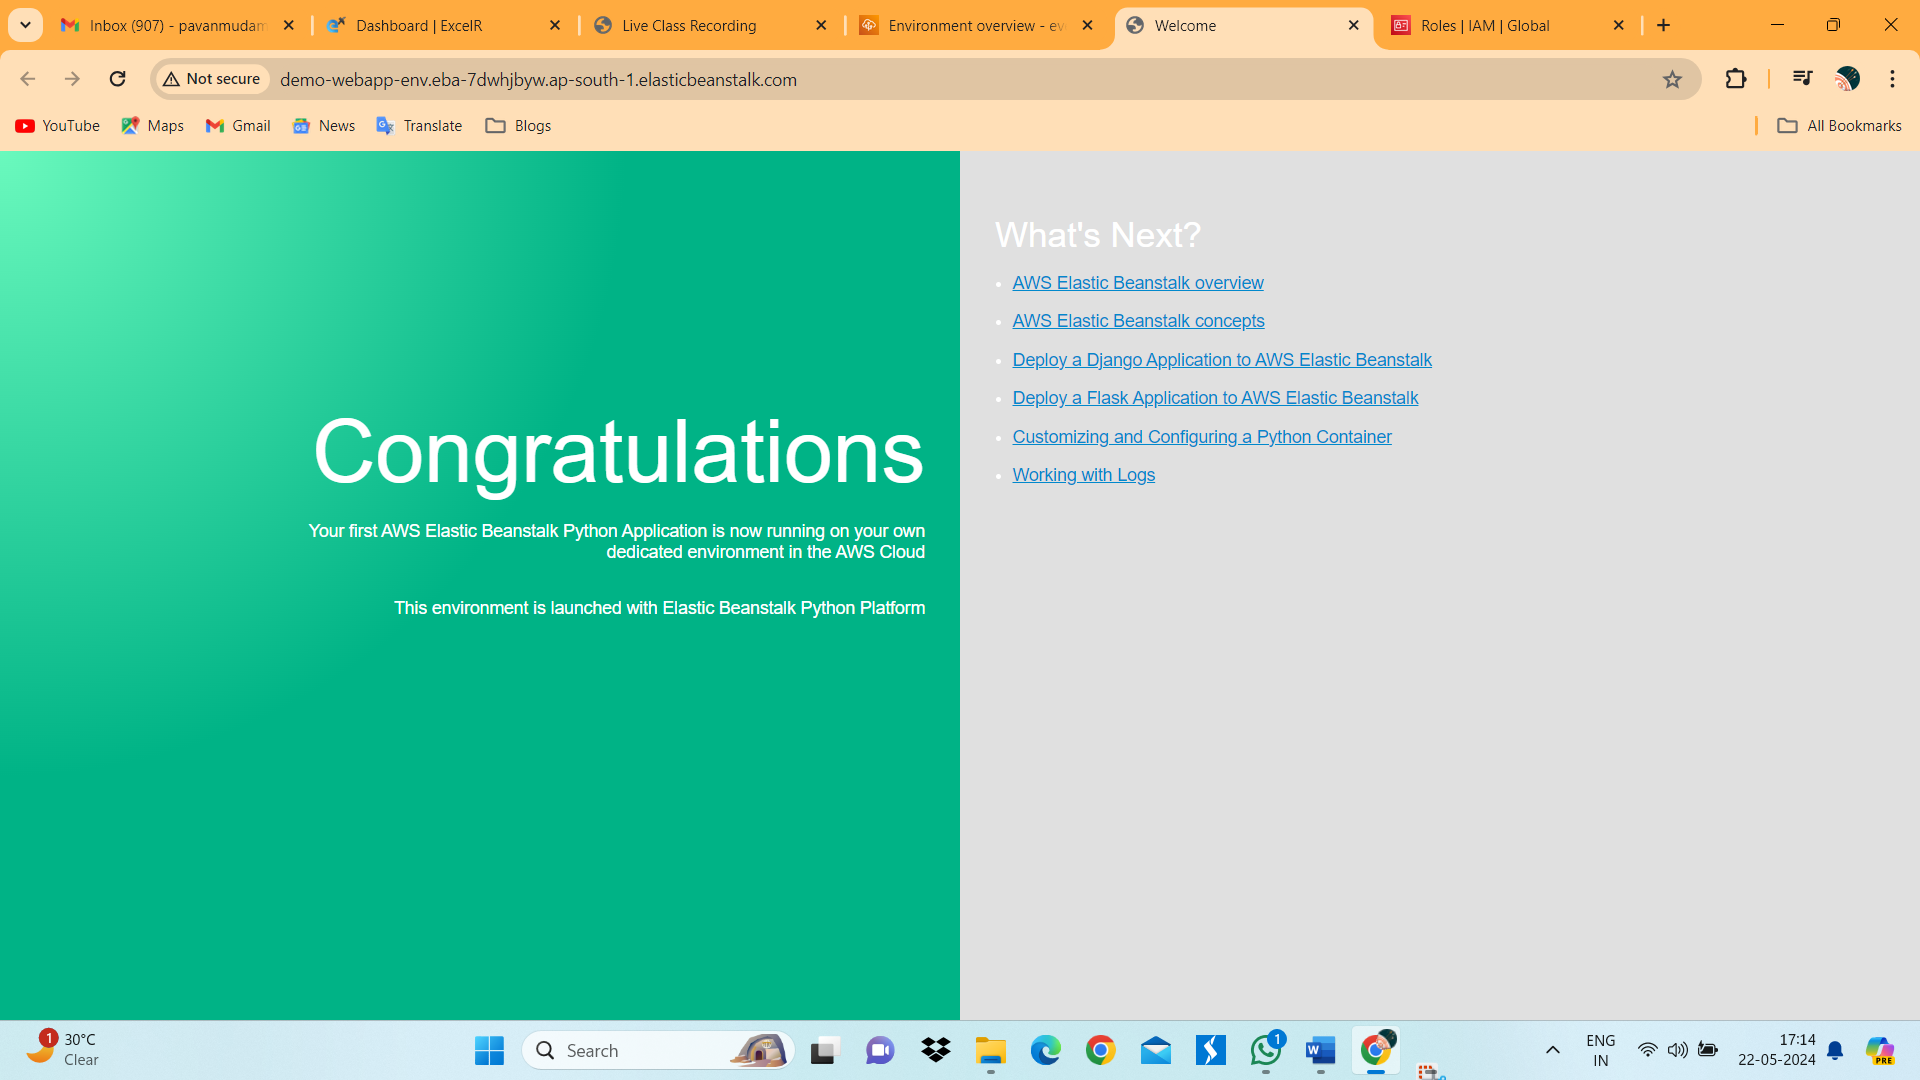 Inbox (907) - pavanmudam
Dashboard | ExcelR
Live Class Recording
Environment overview - eve
Welcome
Roles | IAM | Global
Not secure
demo-webapp-env.eba-7dwhjbyw.ap-south-1.elasticbeanstalk.com
YouTube
Maps
Gmail
News
Translate
Blogs
All Bookmarks
Congratulations
Your first AWS Elastic Beanstalk Python Application is now running on your own
dedicated environment in the AWS Cloud
This environment is launched with Elastic Beanstalk Python Platform
What's Next?
AWS Elastic Beanstalk overview
AWS Elastic Beanstalk concepts
Deploy a Django Application to AWS Elastic Beanstalk
Deploy a Flask Application to AWS Elastic Beanstalk
Customizing and Configuring a Python Container
Working with Logs
1
30°C
Clear
Search
1
ENG
IN
17:14
22-05-2024
PRE